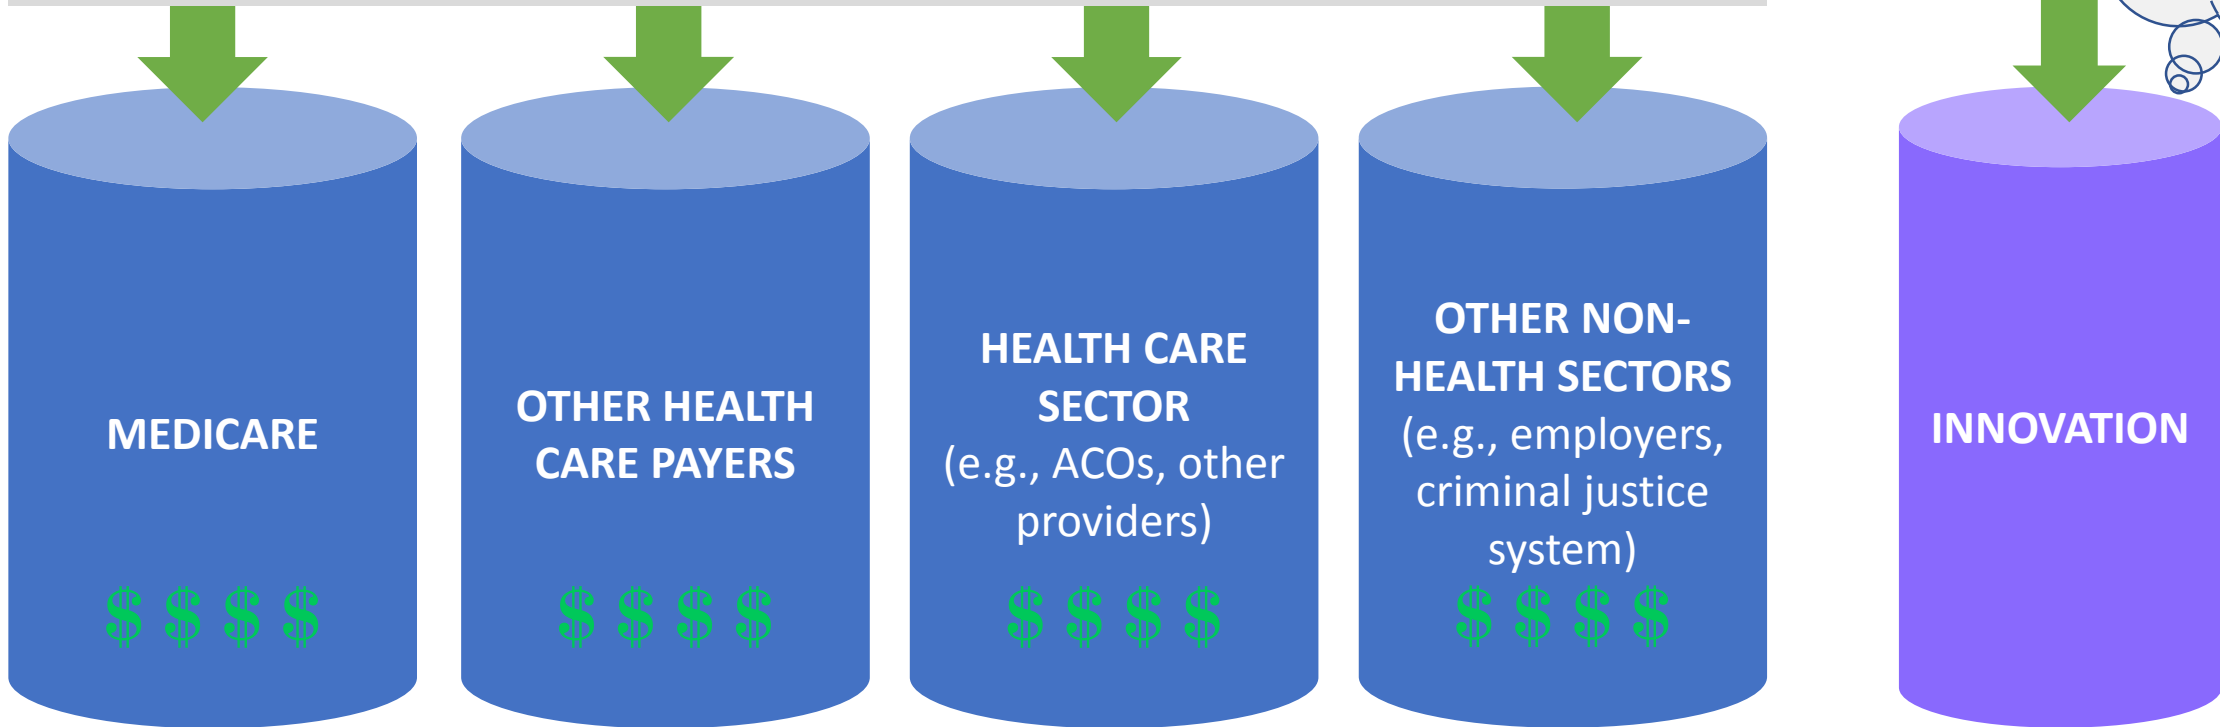 MEDICARE
$ $ $ $
OTHER HEALTH
CARE PAYERS
$ $ $ $
HEALTH CARE
SECTOR
(e.g., ACOs, other
providers)
$ $ $ $
OTHER NON-
HEALTH SECTORS
(e.g., employers,
criminal justice
system)
$ $ $ $
INNOVATION